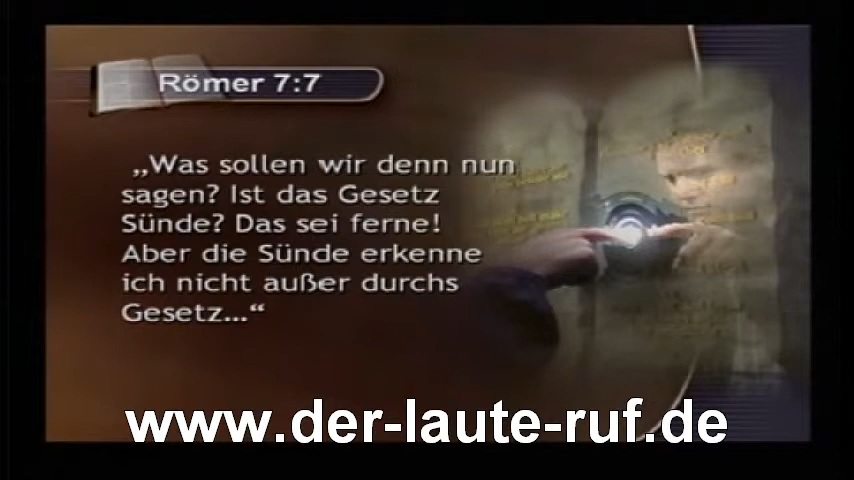 Römer 7:7
„Was sollen wir denn nun
sagen? Ist das Gesetz
Sünde? Das sei ferne!
Aber die Sünde erkenne
ich nicht außer durchs
Gesetz...“
www.der-laute-ruf.de